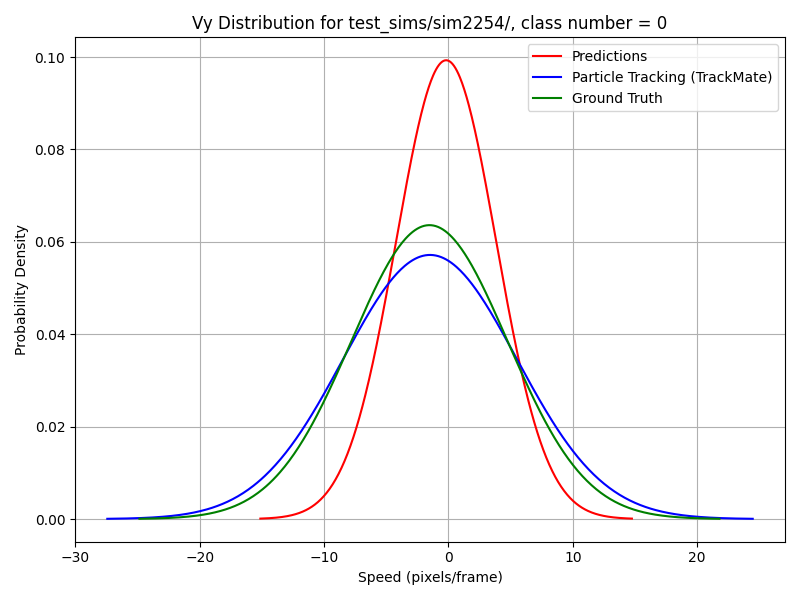 Vy Distribution for test_sims/sim2254/, class number = 0
Predictions
Particle Tracking (TrackMate)
Ground Truth
Probability Density
0.10
0.08
0.06
0.04
0.02
0.00
−30
−20
−10
0
10
20
Speed (pixels/frame)